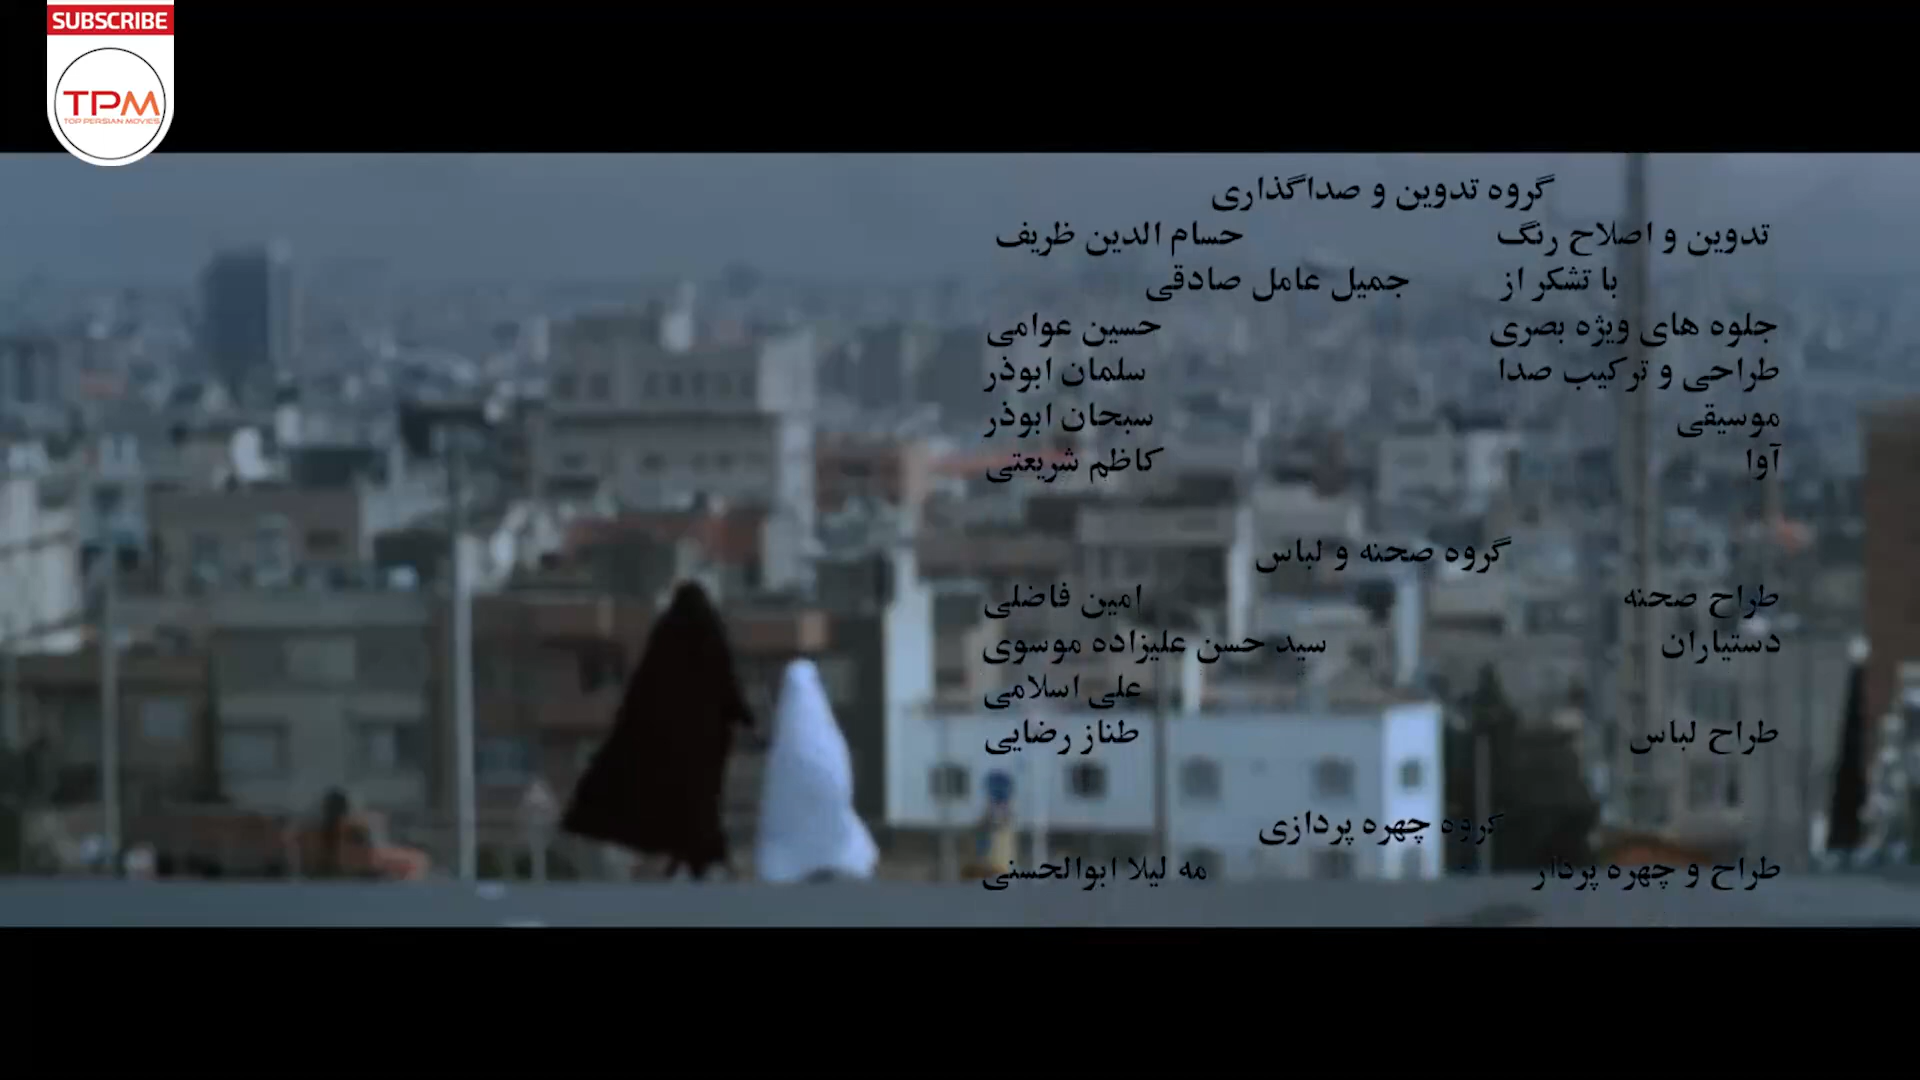 SUBSCRIBE
TPM
TOP PERSIAN MOVIES
گروه تدوین و صداگذاری
تدوین و اصلاح رنگ حسام الدین ظریف
با تشکر از جمیل عامل صادقی
جلوه های ویژه بصری حسین عوامی
طراحی و ترکیب صدا سلمان ابوذر
موسیقی سبحان ابوذر
آوا کاظم شریعتی
گروه صحنه و لباس
طراح صحنه امین فاضلی
دستیاران سید حسن علیزاده موسوی
علی اسلامی
طراح لباس طناز رضایی
گروه چهره پردازی
طراح و چهره پرداز مه لیلا ابوالحسنی